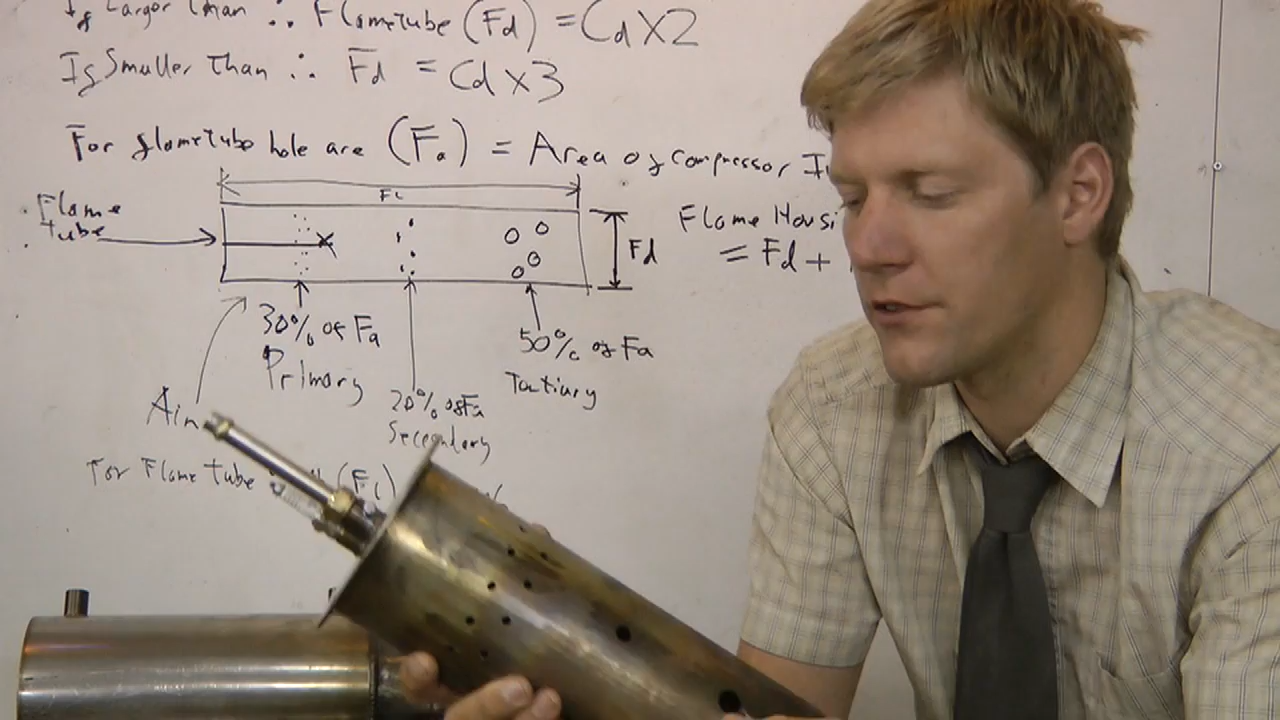 If Larger than ∴ Flametube (Fd) = Cd X2
If Smaller Than ∴ Fd = Cd X3
For flametube hole are (Fa) = Area of compressor
FL
Flame
tube
Fd
Flame Housi
= Fd +
30% of Fa
Primary
20% of Fa
Secondary
50% of Fa
Tertiary
Air
For Flame tube (FL)